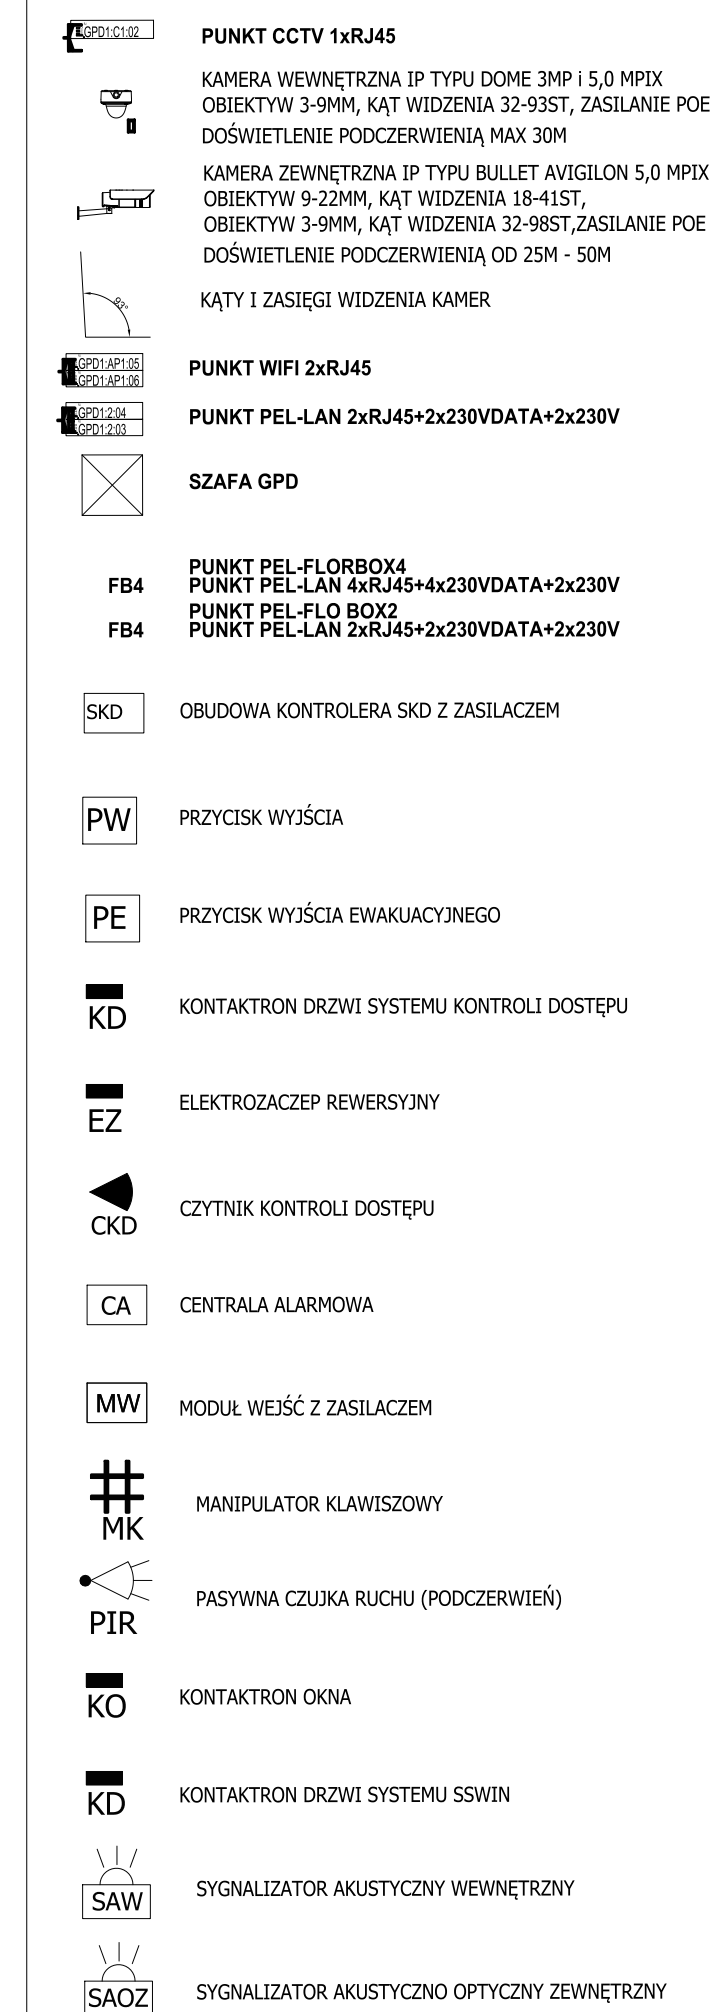 GPD1:C1:02
PUNKT CCTV 1xRJ45
KAMERA WEWNĘTRZNA IP TYPU DOME 3MP i 5,0 MPIX
OBIEKTYW 3-9MM, KĄT WIDZENIA 32-93ST, ZASILANIE POE
DOŚWIETLENIE PODCZERWIENIĄ MAX 30M
KAMERA ZEWNĘTRZNA IP TYPU BULLET AVIGILON 5,0 MPIX
OBIEKTYW 9-22MM, KĄT WIDZENIA 18-41ST,
OBIEKTYW 3-9MM, KĄT WIDZENIA 32-98ST,ZASILANIE POE
DOŚWIETLENIE PODCZERWIENIĄ OD 25M - 50M
93°
KĄTY I ZASIĘGI WIDZENIA KAMER
GPD1:AP1:05
GPD1:AP1:06
PUNKT WIFI 2xRJ45
GPD1:2:04
GPD1:2:03
PUNKT PEL-LAN 2xRJ45+2x230VDATA+2x230V
SZAFA GPD
PUNKT PEL-FLORBOX4
FB4 PUNKT PEL-LAN 4xRJ45+4x230VDATA+2x230V
PUNKT PEL-FLO BOX2
FB4 PUNKT PEL-LAN 2xRJ45+2x230VDATA+2x230V
SKD OBUDOWA KONTROLERA SKD Z ZASILACZEM
PW PRZYCISK WYJŚCIA
PE PRZYCISK WYJŚCIA EWAKUACYJNEGO
KD KONTAKTRON DRZWI SYSTEMU KONTROLI DOSTĘPU
EZ ELEKTROZACZEP REWERSYJNY
CKD CZYTNIK KONTROLI DOSTĘPU
CA CENTRALA ALARMOWA
MW MODUŁ WEJŚĆ Z ZASILACZEM
MK MANIPULATOR KLAWISZOWY
PIR PASYWNA CZUJKA RUCHU (PODCZERWIEŃ)
KO KONTAKTRON OKNA
KD KONTAKTRON DRZWI SYSTEMU SSWIN
SAW SYGNALIZATOR AKUSTYCZNY WEWNĘTRZNY
SAOZ SYGNALIZATOR AKUSTYCZNO OPTYCZNY ZEWNĘTRZNY